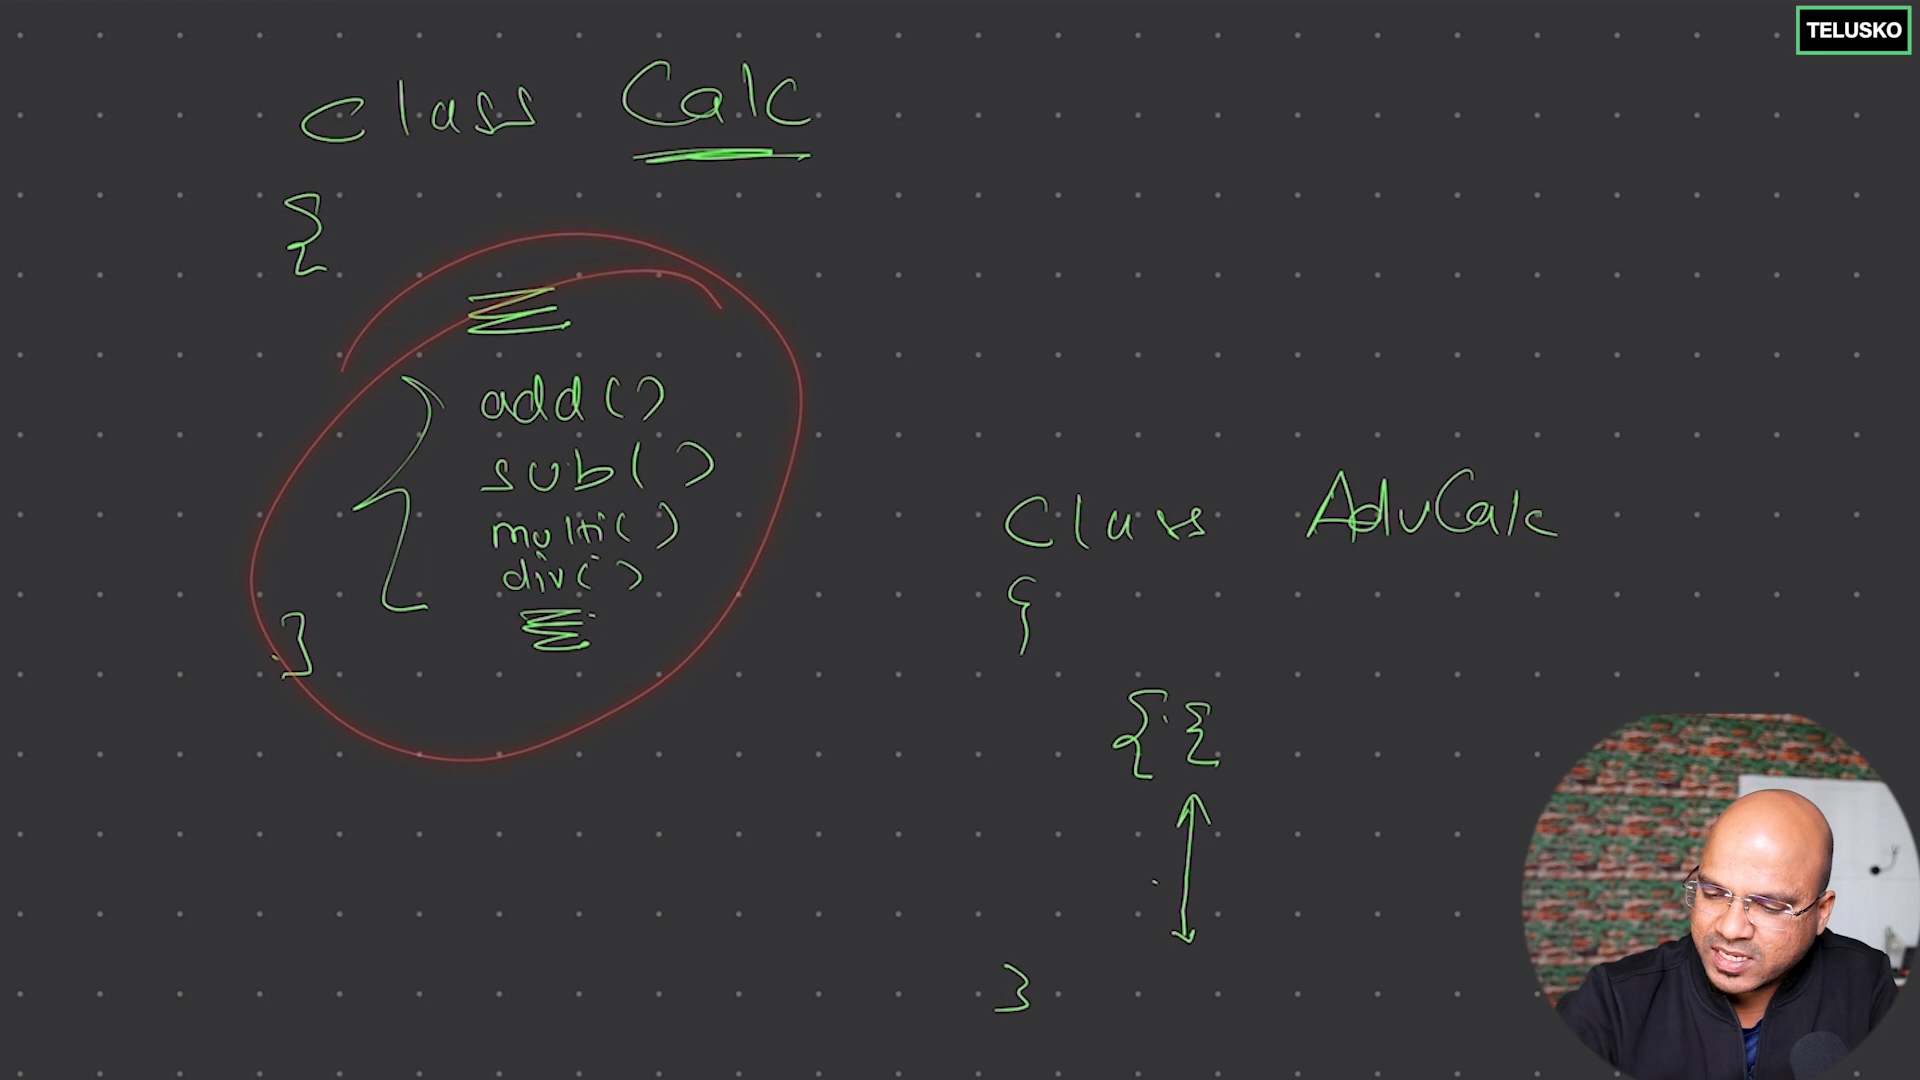 TELUSKO
class Calc
{
add()
sub()
multi()
div()
}
Class AdvCalc
{
{
}